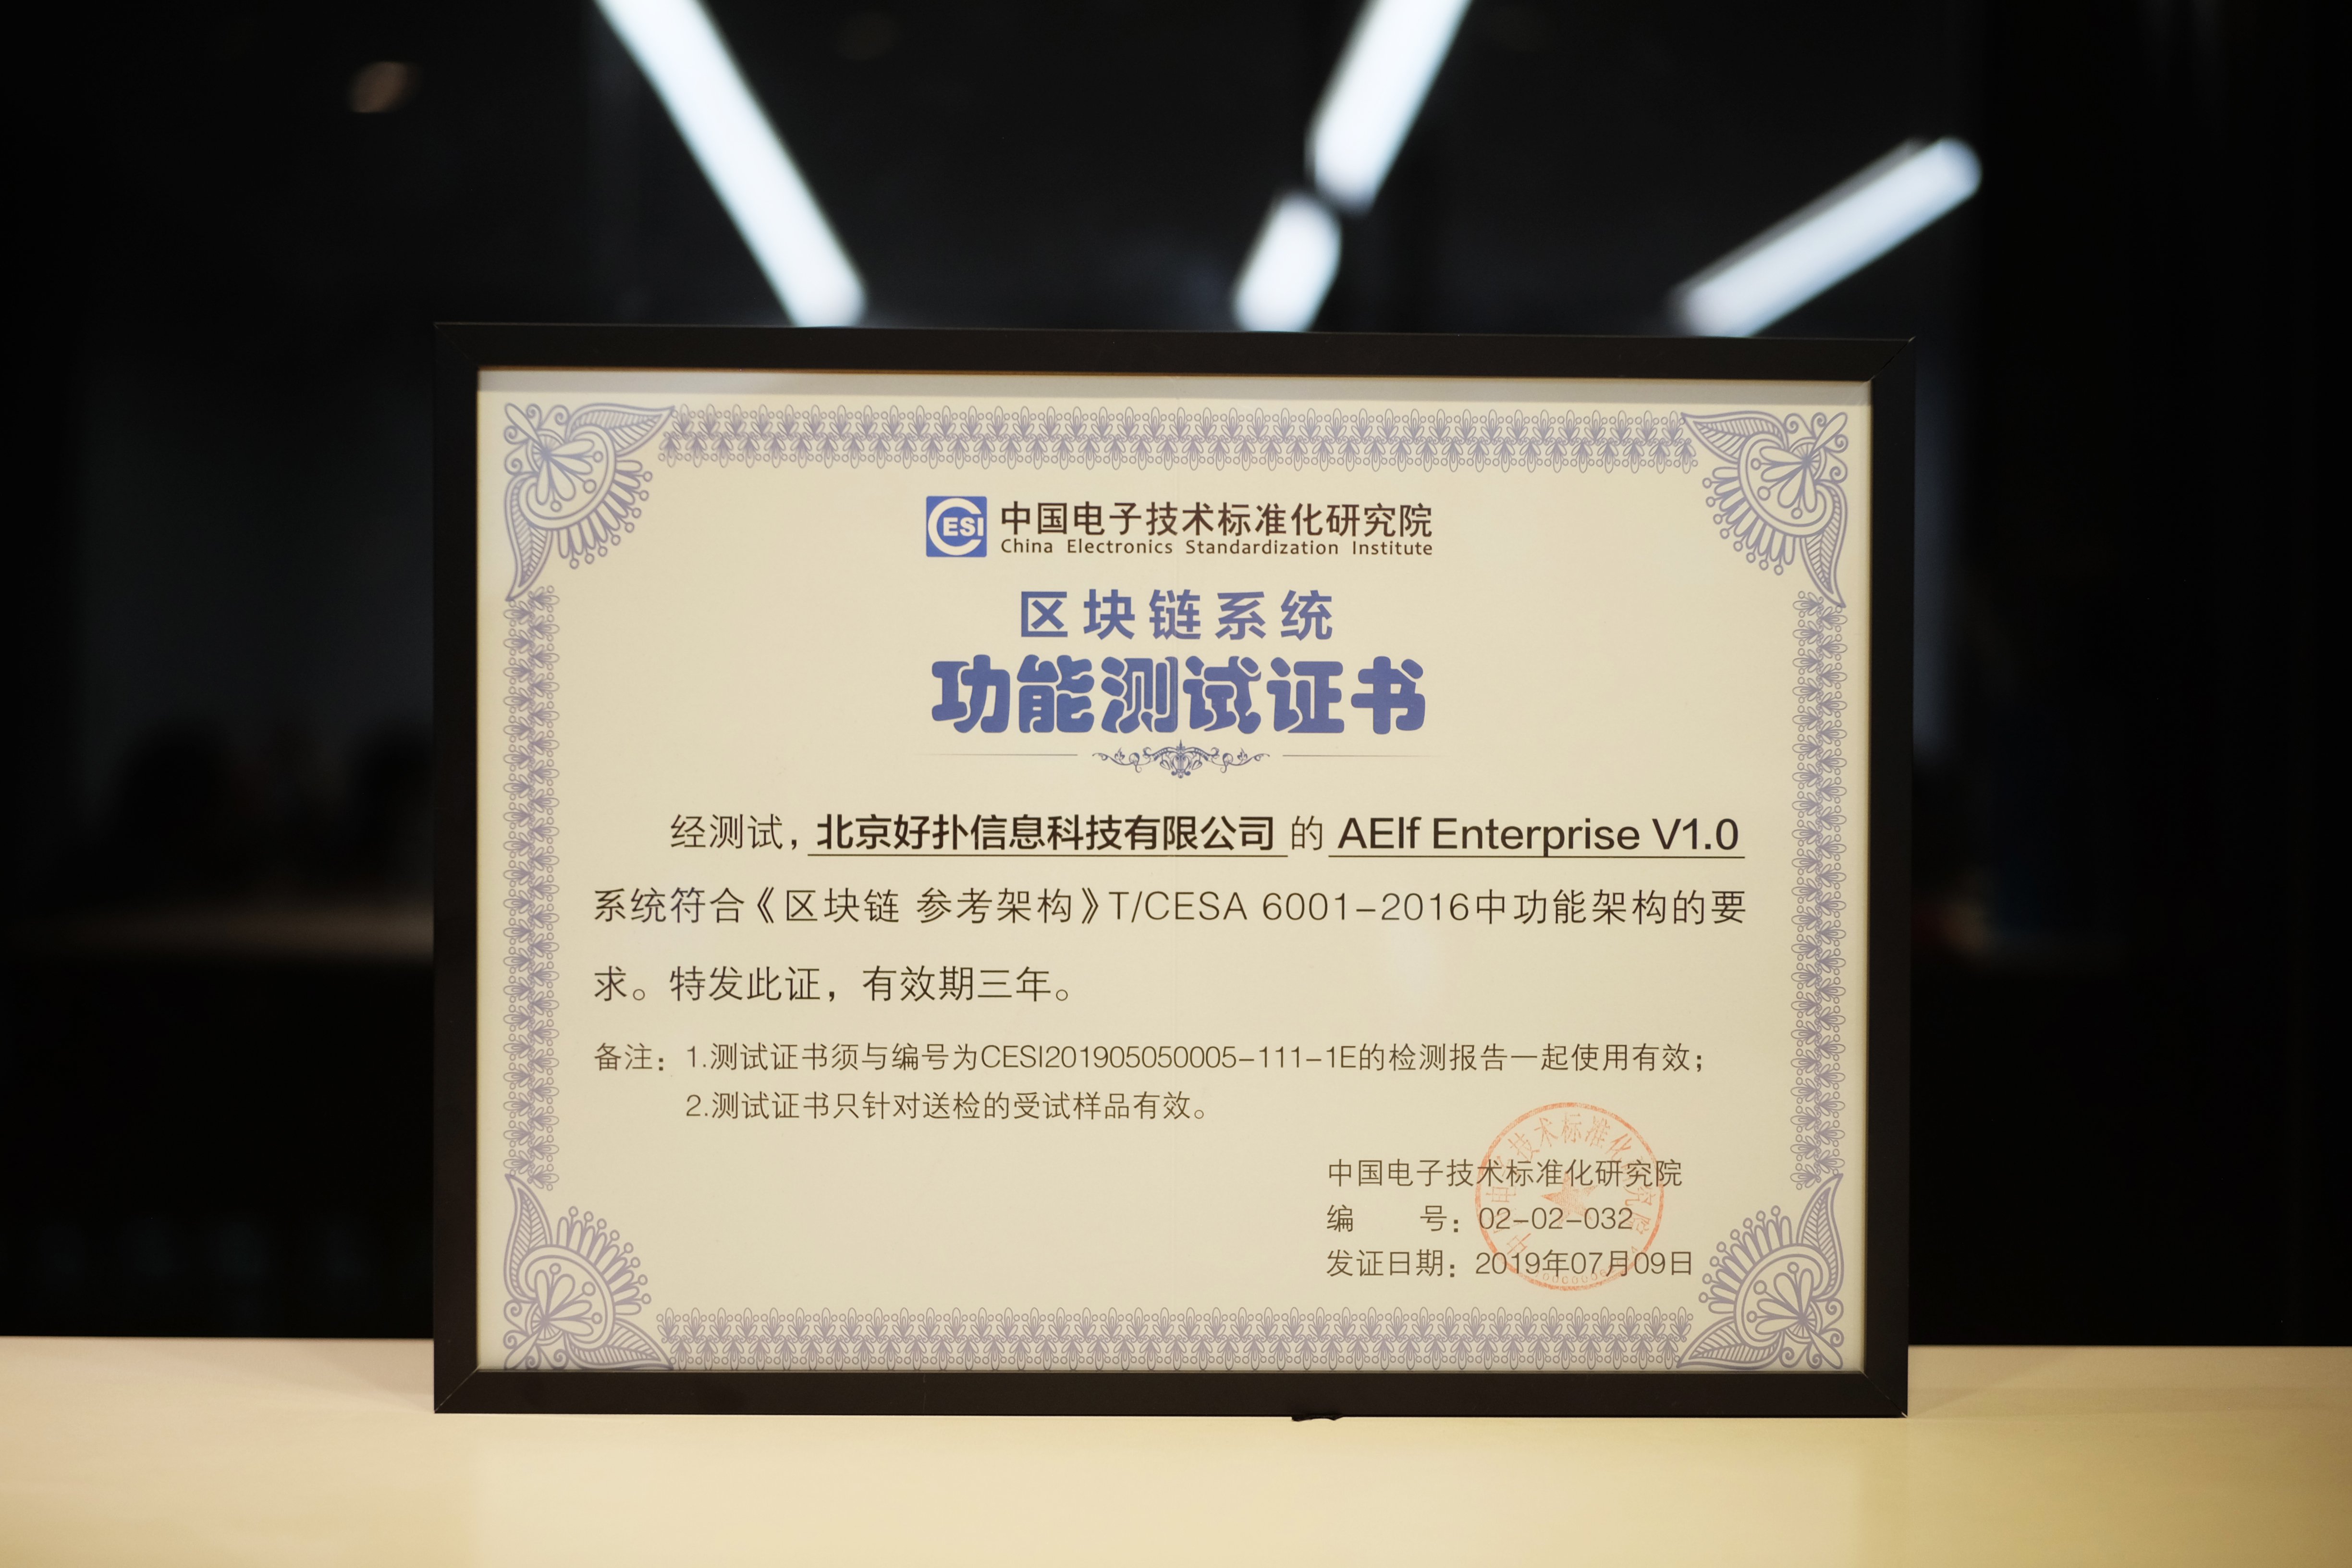 CESI
中国电子技术标准化研究院
China Electronics Standardization Institute
区块链系统
功能测试证书
经测试，北京好扑信息科技有限公司 的 AElf Enterprise V1.0
系统符合《区块链 参考架构》T/CESA 6001-2016中功能架构的要
求。特发此证，有效期三年。
备注：1.测试证书须与编号为CESI201905050005-111-1E的检测报告一起使用有效；
2.测试证书只针对送检的受试样品有效。
中国电子技术标准化研究院
编 号：02-02-032
发证日期：2019年07月09日
中国电子技术标准化研究院